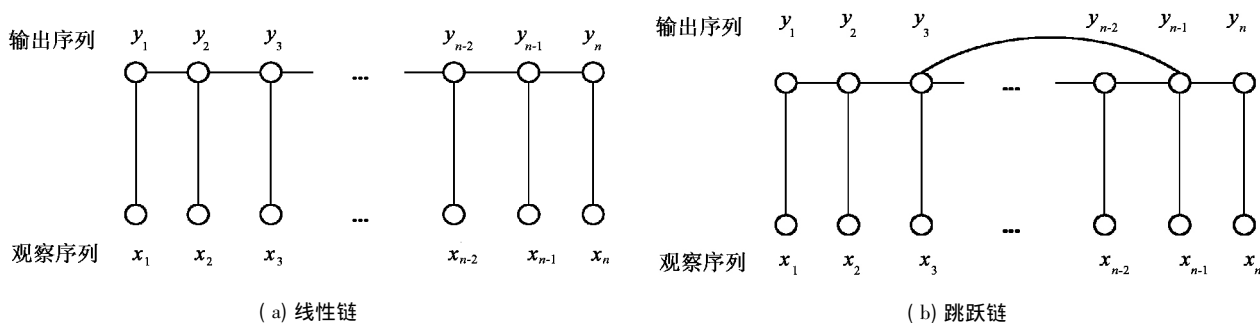 输出序列 y1 y2 y3 yn-2 yn-1 yn
...
...
观察序列 x1 x2 x3 xn-2 xn-1 xn
( a) 线性链
输出序列 y1 y2 y3 yn-2 yn-1 yn
...
...
观察序列 x1 x2 x3 xn-2 xn-1 xn
( b) 跳跃链